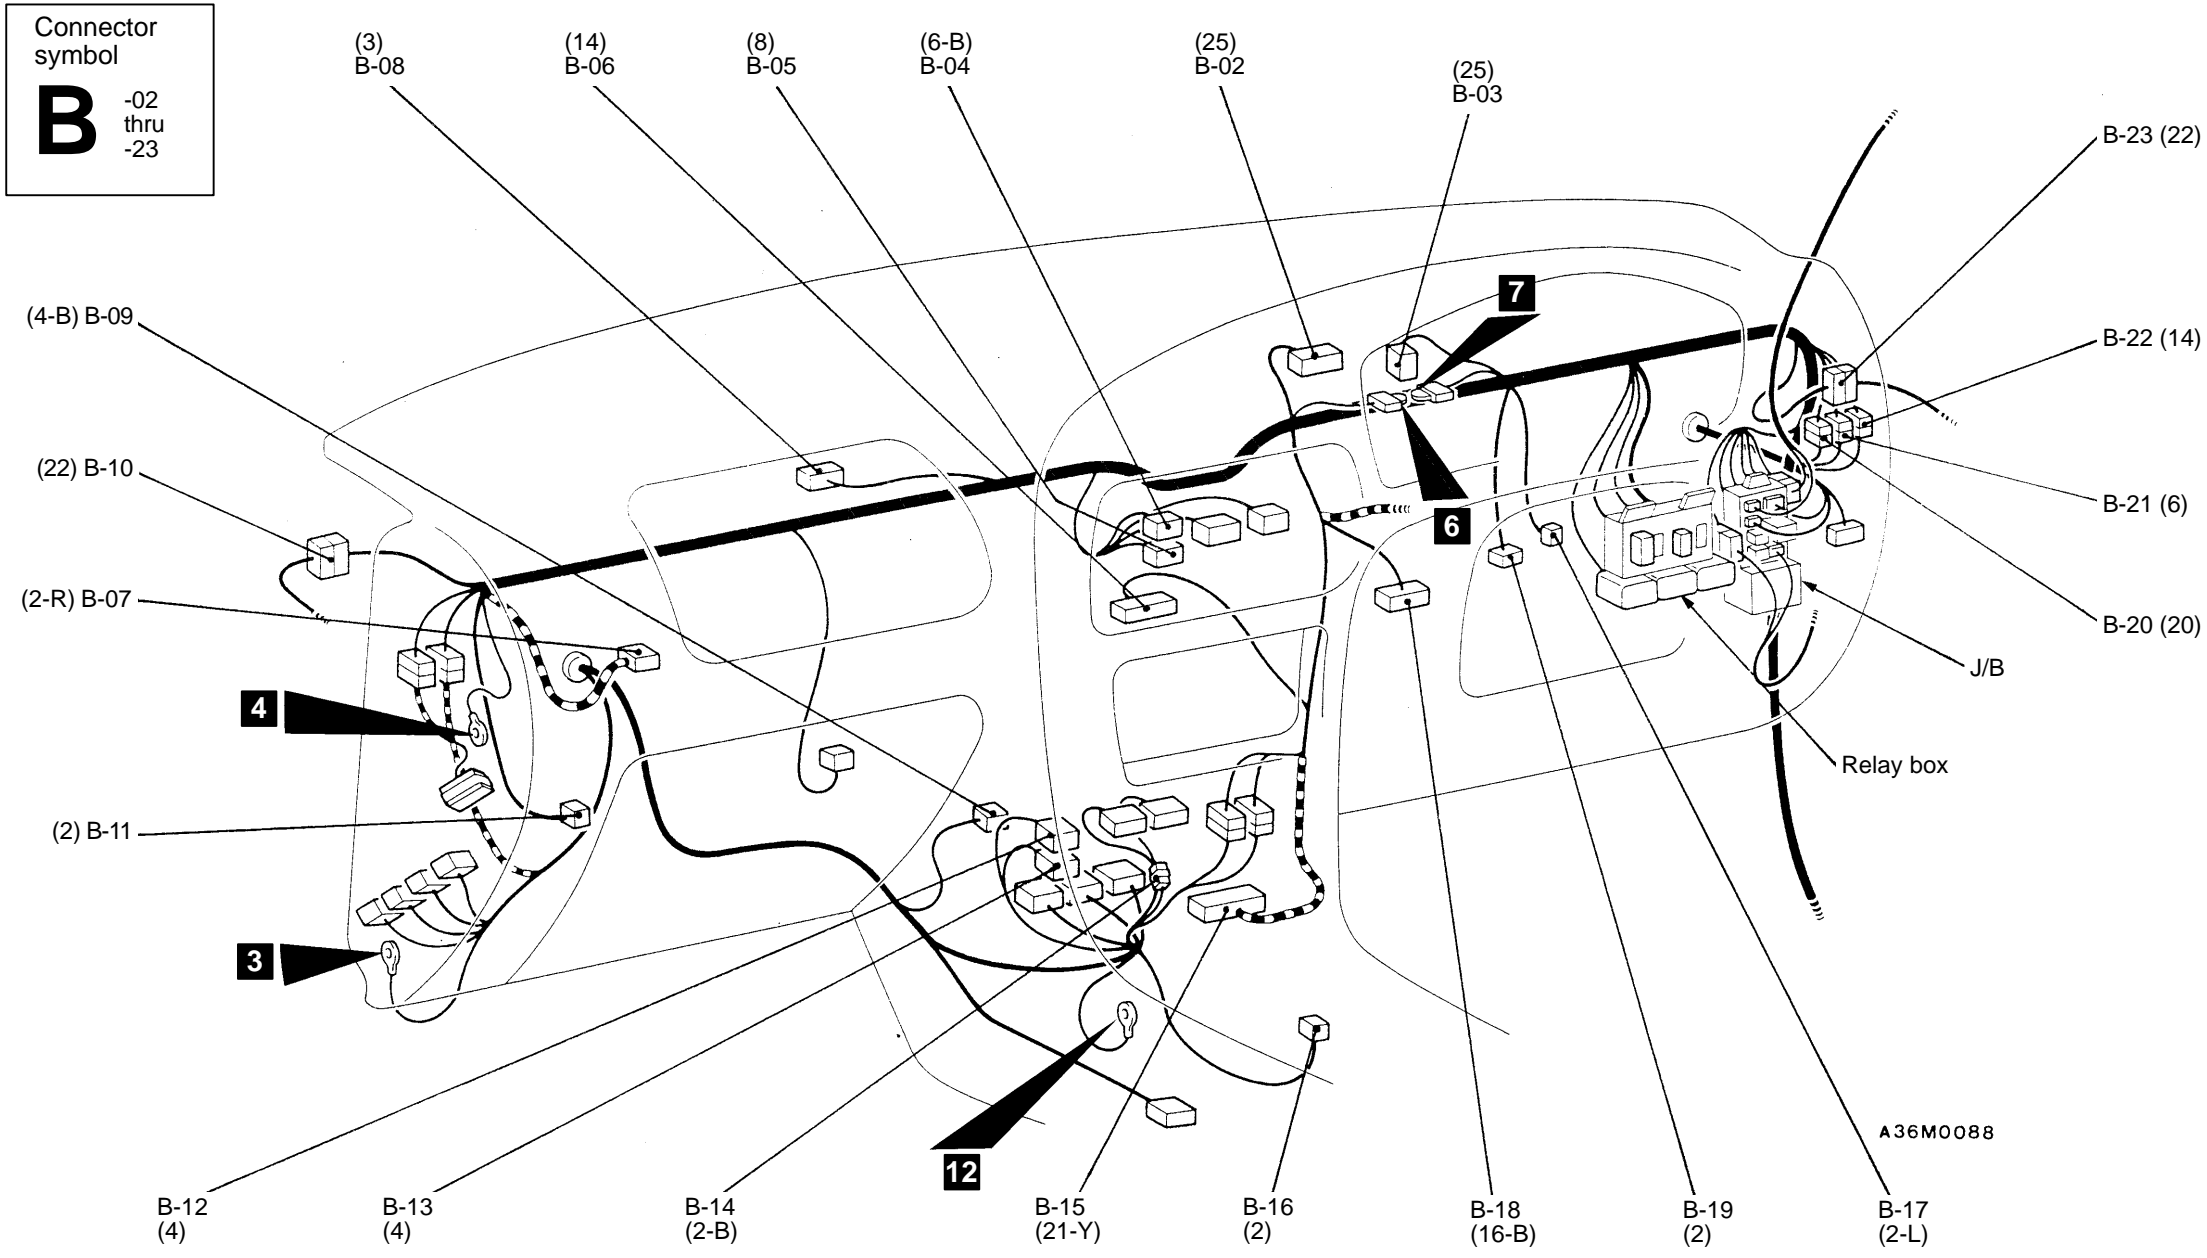 Connector
symbol
B
-02
thru
-23
(3)
B-08
(14)
B-06
(8)
B-05
(6-B)
B-04
(25)
B-02
(25)
B-03
B-23 (22)
7
(4-B) B-09
B-22 (14)
(22) B-10
B-21 (6)
6
(2-R) B-07
B-20 (20)
J/B
4
Relay box
(2) B-11
3
A36M0088
12
B-12
(4)
B-13
(4)
B-14
(2-B)
B-15
(21-Y)
B-16
(2)
B-18
(16-B)
B-19
(2)
B-17
(2-L)